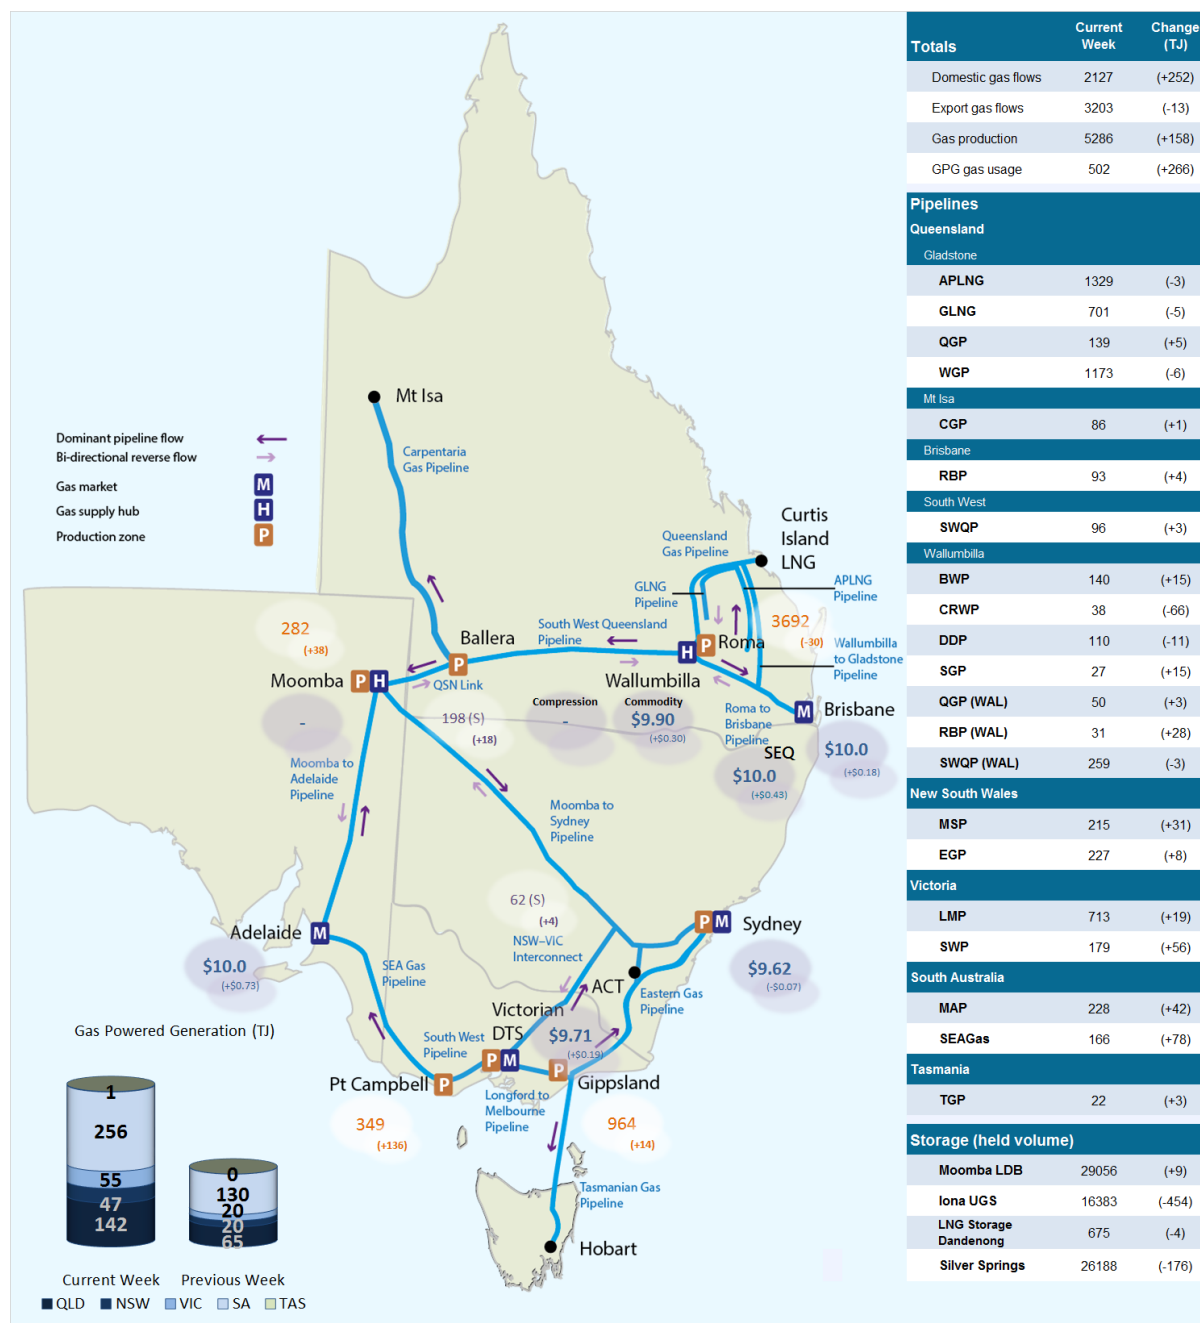 Mt Isa
Dominant pipeline flow
Bi-directional reverse flow
Gas market M
Gas supply hub H
Production zone P
Carpentaria
Gas Pipeline
Curtis
Island
LNG
Queensland
Gas Pipeline
GLNG
Pipeline
APLNG
Pipeline
3692
(-30)
282
(+38)
Ballera
P
South West Queensland
Pipeline
H P Roma
Wallumbilla
to Gladstone
Pipeline
Moomba P H
QSN Link
Wallumbilla
-
198 (S)
(+18)
Compression
-
Commodity
$9.90
(+$0.30)
Roma to
Brisbane
Pipeline
M Brisbane
$10.0
(+$0.18)
SEQ
$10.0
(+$0.43)
Moomba to
Adelaide
Pipeline
Moomba to
Sydney
Pipeline
62 (S)
(+4)
NSW-VIC
Interconnect
P M Sydney
$9.62
(-$0.07)
Adelaide M
$10.0
(+$0.73)
SEA Gas
Pipeline
ACT
Eastern Gas
Pipeline
Victorian
DTS
$9.71
(+$0.19)
South West
Pipeline
P M
P
Gippsland
Pt Campbell P
349
(+136)
Longford to
Melbourne
Pipeline
964
(+14)
Tasmanian Gas
Pipeline
Hobart
Gas Powered Generation (TJ)
1
256
55
47
142
0
130
20
20
65
Current Week Previous Week
QLD NSW VIC SA TAS
Totals Current Week Change (TJ)
Domestic gas flows 2127 (+252)
Export gas flows 3203 (-13)
Gas production 5286 (+158)
GPG gas usage 502 (+266)
Pipelines
Queensland
Gladstone
APLNG 1329 (-3)
GLNG 701 (-5)
QGP 139 (+5)
WGP 1173 (-6)
Mt Isa
CGP 86 (+1)
Brisbane
RBP 93 (+4)
South West
SWQP 96 (+3)
Wallumbilla
BWP 140 (+15)
CRWP 38 (-66)
DDP 110 (-11)
SGP 27 (+15)
QGP (WAL) 50 (+3)
RBP (WAL) 31 (+28)
SWQP (WAL) 259 (-3)
New South Wales
MSP 215 (+31)
EGP 227 (+8)
Victoria
LMP 713 (+19)
SWP 179 (+56)
South Australia
MAP 228 (+42)
SEAGas 166 (+78)
Tasmania
TGP 22 (+3)
Storage (held volume)
Moomba LDB 29056 (+9)
Iona UGS 16383 (-454)
LNG Storage
Dandenong 675 (-4)
Silver Springs 26188 (-176)